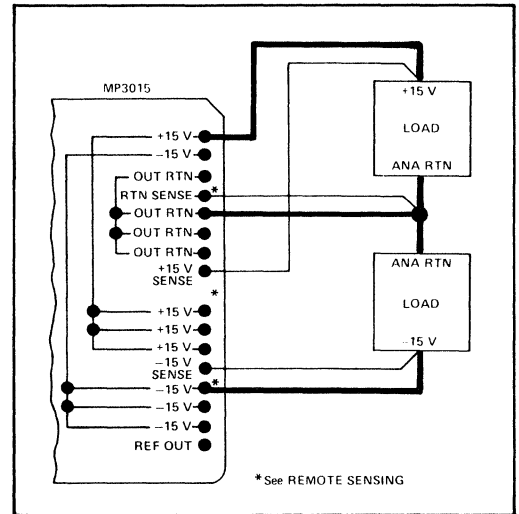 MP3015
+15 V
-15 V
OUT RTN
RTN SENSE *
OUT RTN
OUT RTN
OUT RTN
+15 V
SENSE
*
+15 V
+15 V
+15 V
-15 V
SENSE
-15 V *
-15 V
-15 V
REF OUT
+15 V
LOAD
ANA RTN
ANA RTN
LOAD
-15 V
*See REMOTE SENSING